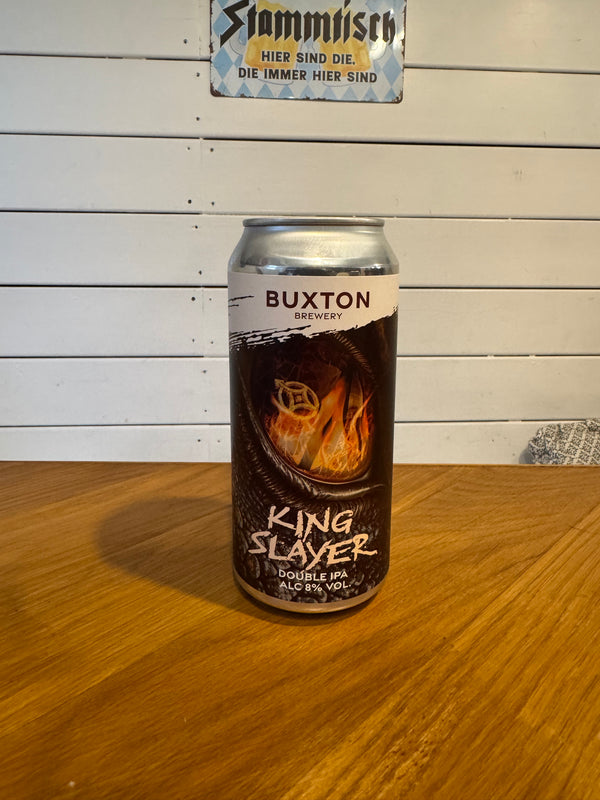 Stammtisch
HIER SIND DIE,
DIE IMMER HIER SIND
BUXTON
BREWERY
KING
SLAYER
DOUBLE IPA
ALC 8% VOL.